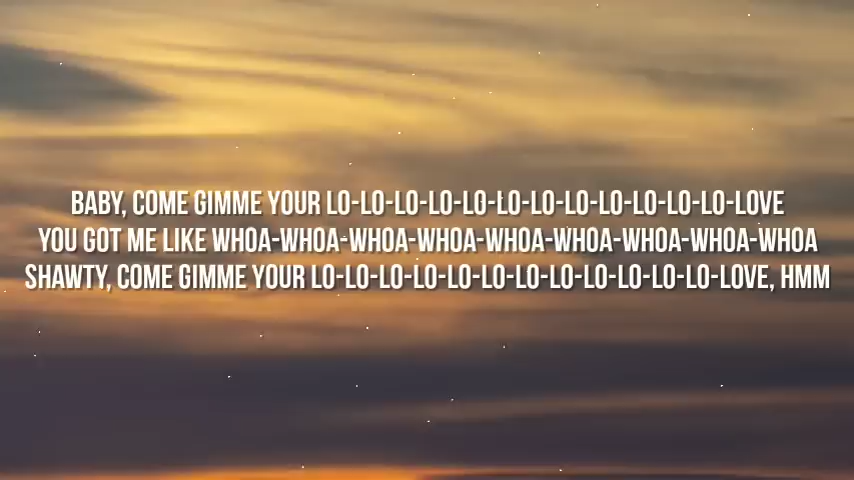 BABY, COME GIMME YOUR LO-LO-LO-LO-LO-LO-LO-LO-LO-LO-LO-LO-LOVE
YOU GOT ME LIKE WHOA-WHOA-WHOA-WHOA-WHOA-WHOA-WHOA-WHOA-WHOA
SHAWTY, COME GIMME YOUR LO-LO-LO-LO-LO-LO-LO-LO-LO-LO-LO-LO-LOVE, HMM